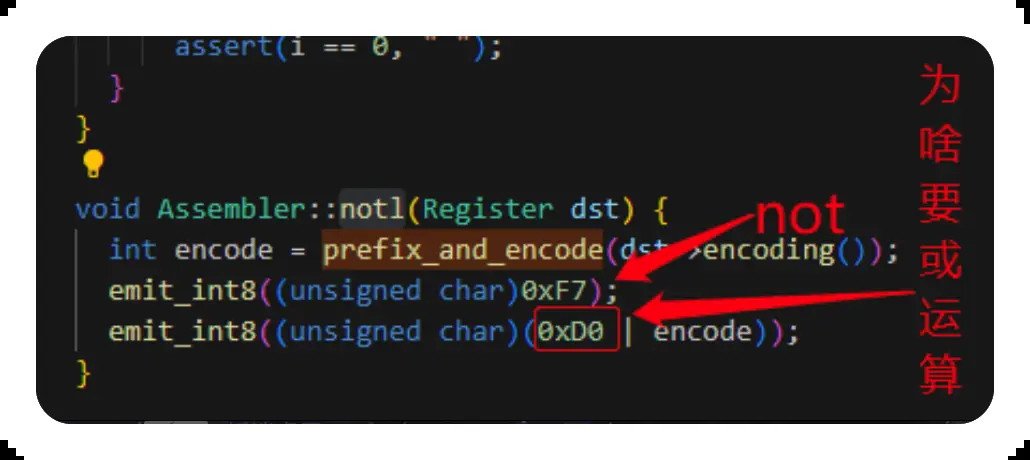 assert(i == 0, " ");
}
}
void Assembler::notl(Register dst) {
int encode = prefix_and_encode(dst->encoding());
emit_int8((unsigned char)0xF7);
emit_int8((unsigned char)(0xD0 | encode));
}
not
为啥要或运算